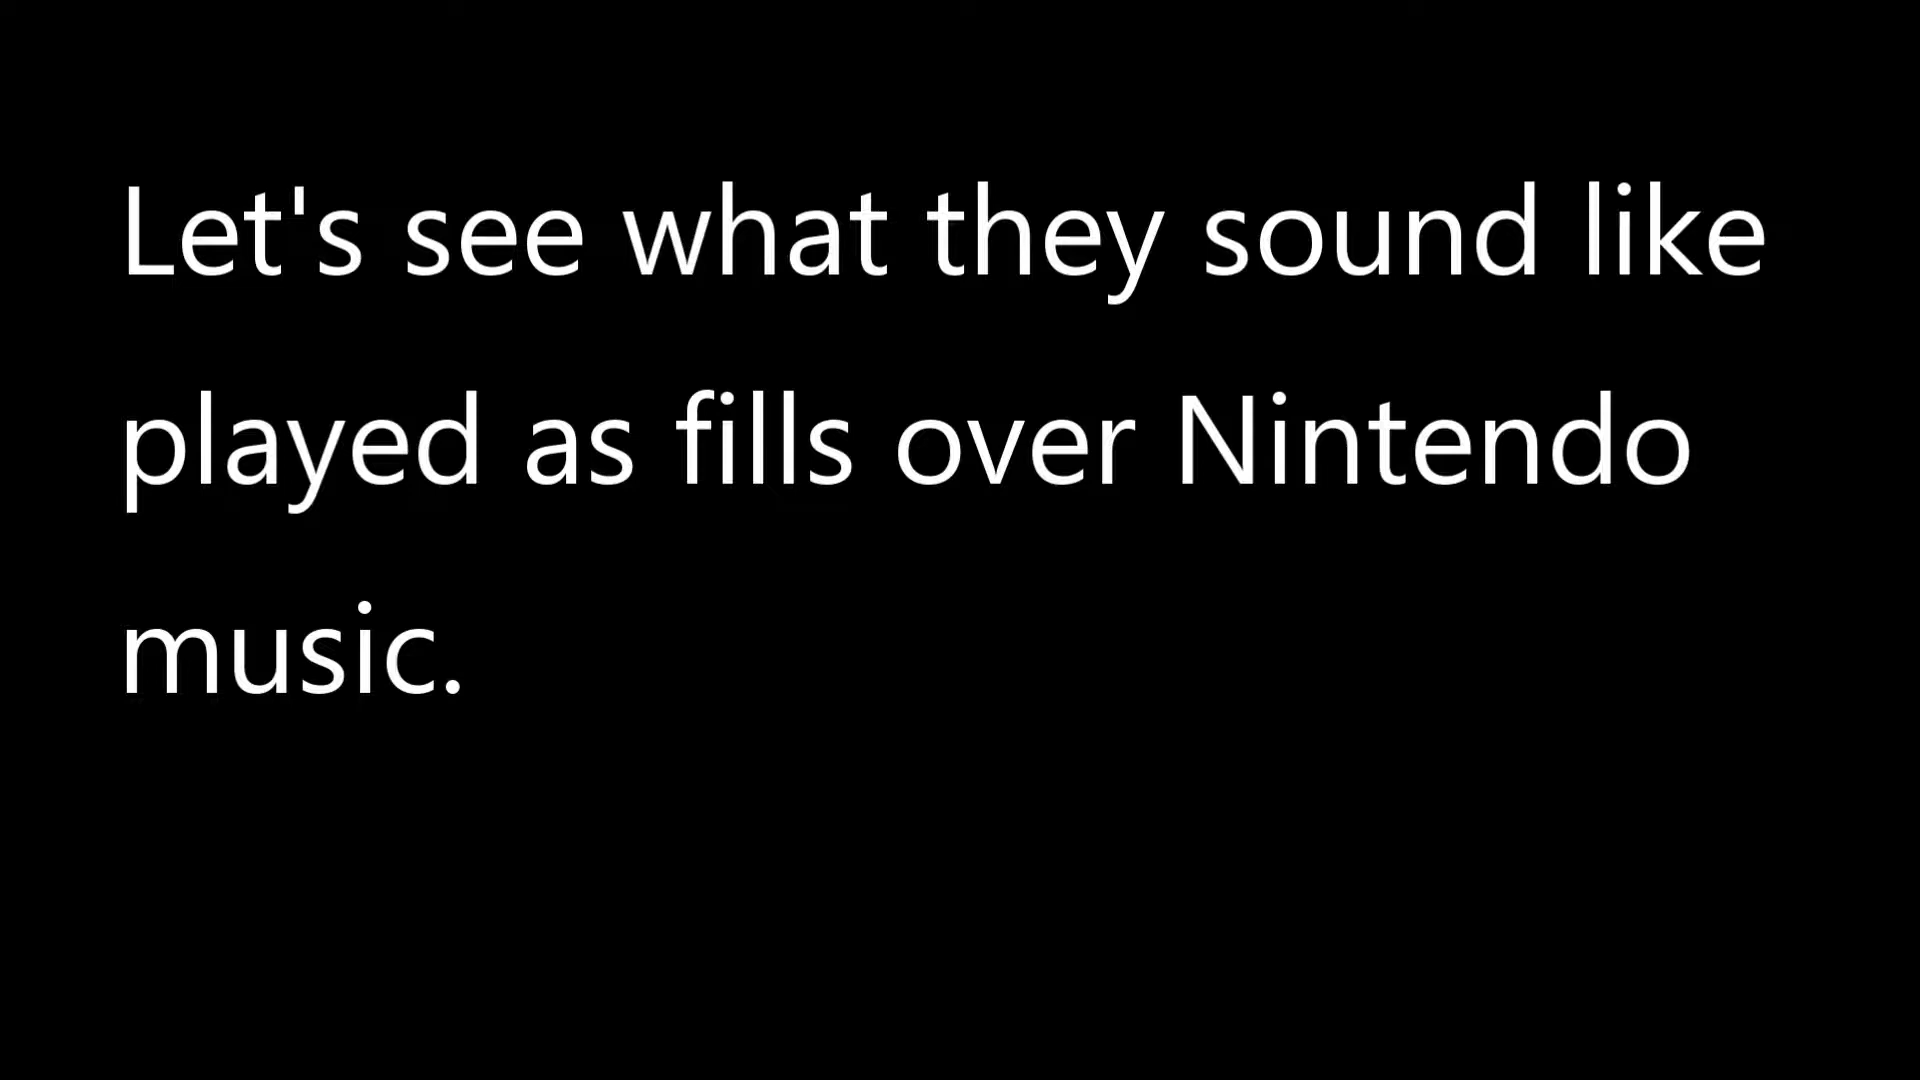 Let's see what they sound like
played as fills over Nintendo
music.